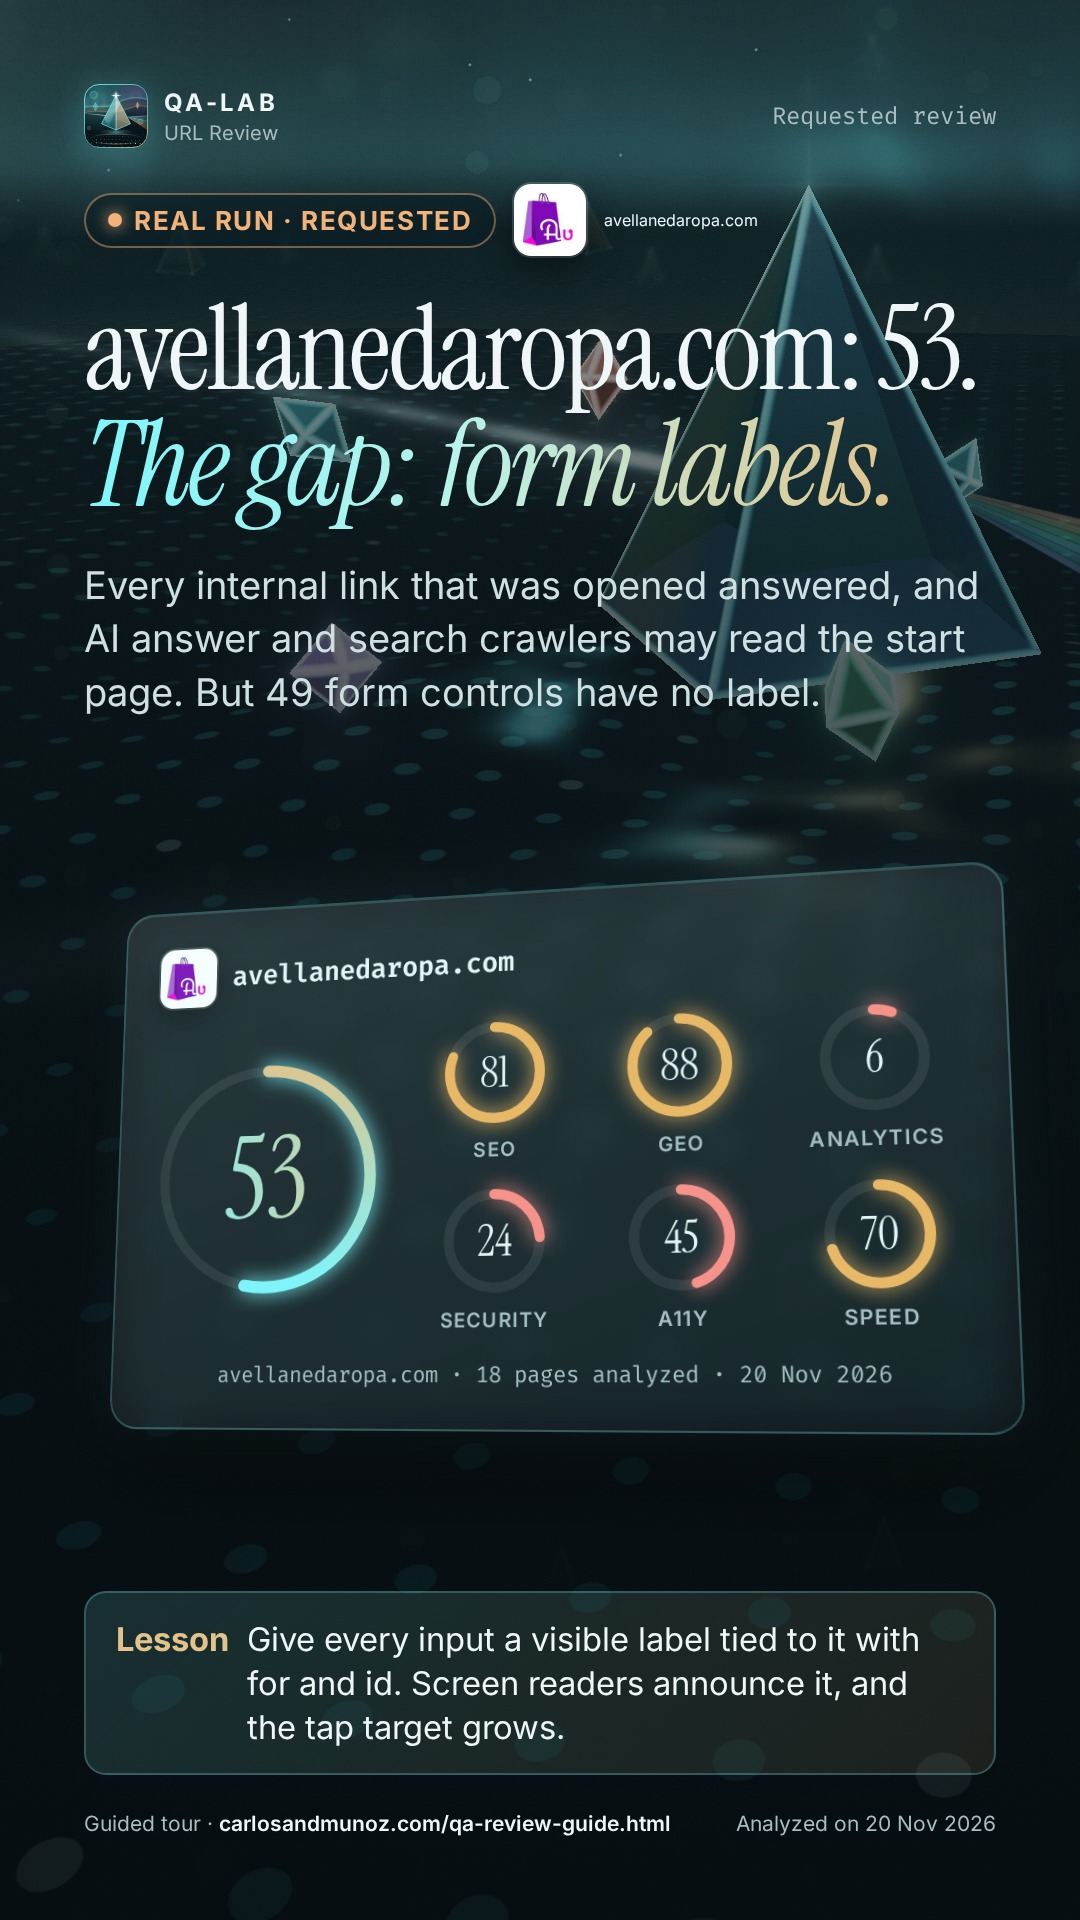 QA-LAB
URL Review
Requested review
REAL RUN · REQUESTED
Au
avellanedaropa.com
avellanedaropa.com: 53.
The gap: form labels.
Every internal link that was opened answered, and
AI answer and search crawlers may read the start
page. But 49 form controls have no label.
Au
avellanedaropa.com
53
81
SEO
88
GEO
6
ANALYTICS
24
SECURITY
45
A11Y
70
SPEED
avellanedaropa.com · 18 pages analyzed · 20 Nov 2026
Lesson
Give every input a visible label tied to it with
for and id. Screen readers announce it, and
the tap target grows.
Guided tour · carlosandmunoz.com/qa-review-guide.html
Analyzed on 20 Nov 2026